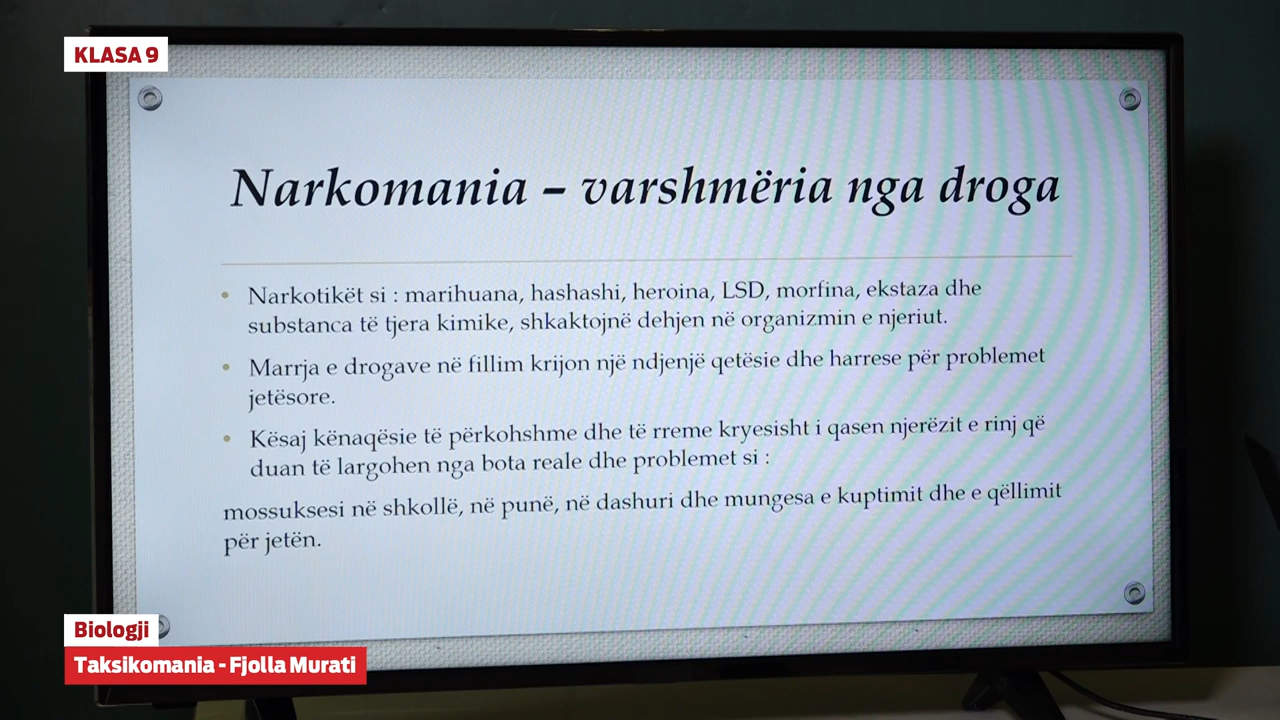 KLASA 9
Narkomania – varshmëria nga droga
• Narkotikët si : marihuana, hashashi, heroina, LSD, morfina, ekstaza dhe
substanca të tjera kimike, shkaktojnë dehjen në organizmin e njeriut.
• Marrja e drogave në fillim krijon një ndjenjë qetësie dhe harrese për problemet
jetësore.
• Kësaj kënaqësie të përkohshme dhe të rreme kryesisht i qasen njerëzit e rinj që
duan të largohen nga bota reale dhe problemet si :
mossuksesi në shkollë, në punë, në dashuri dhe mungesa e kuptimit dhe e qëllimit
për jetën.
Biologji
Taksikomania - Fjolla Murati